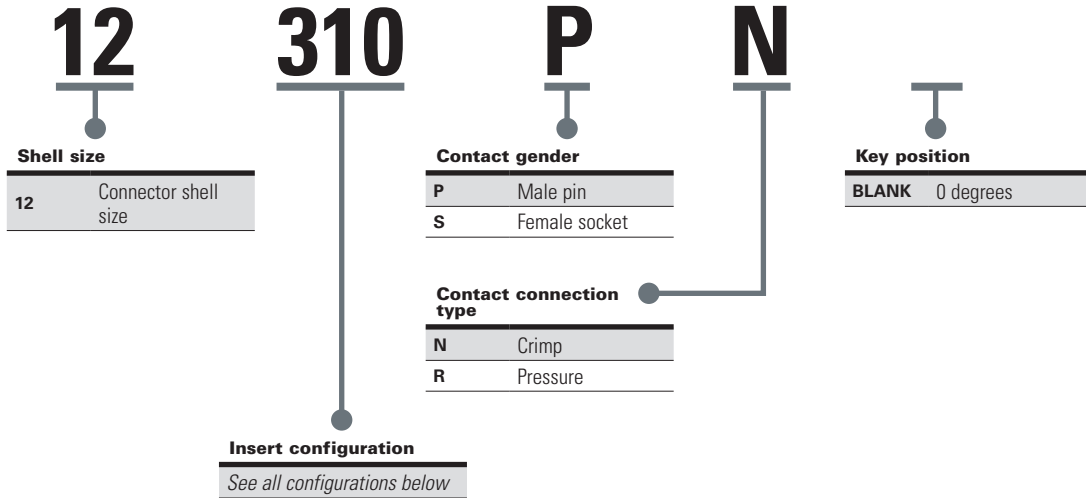 12 310 P N
Shell size
12 Connector shell
size
Contact gender
P Male pin
S Female socket
Key position
BLANK 0 degrees
Contact connection
type
N Crimp
R Pressure
Insert configuration
See all configurations below